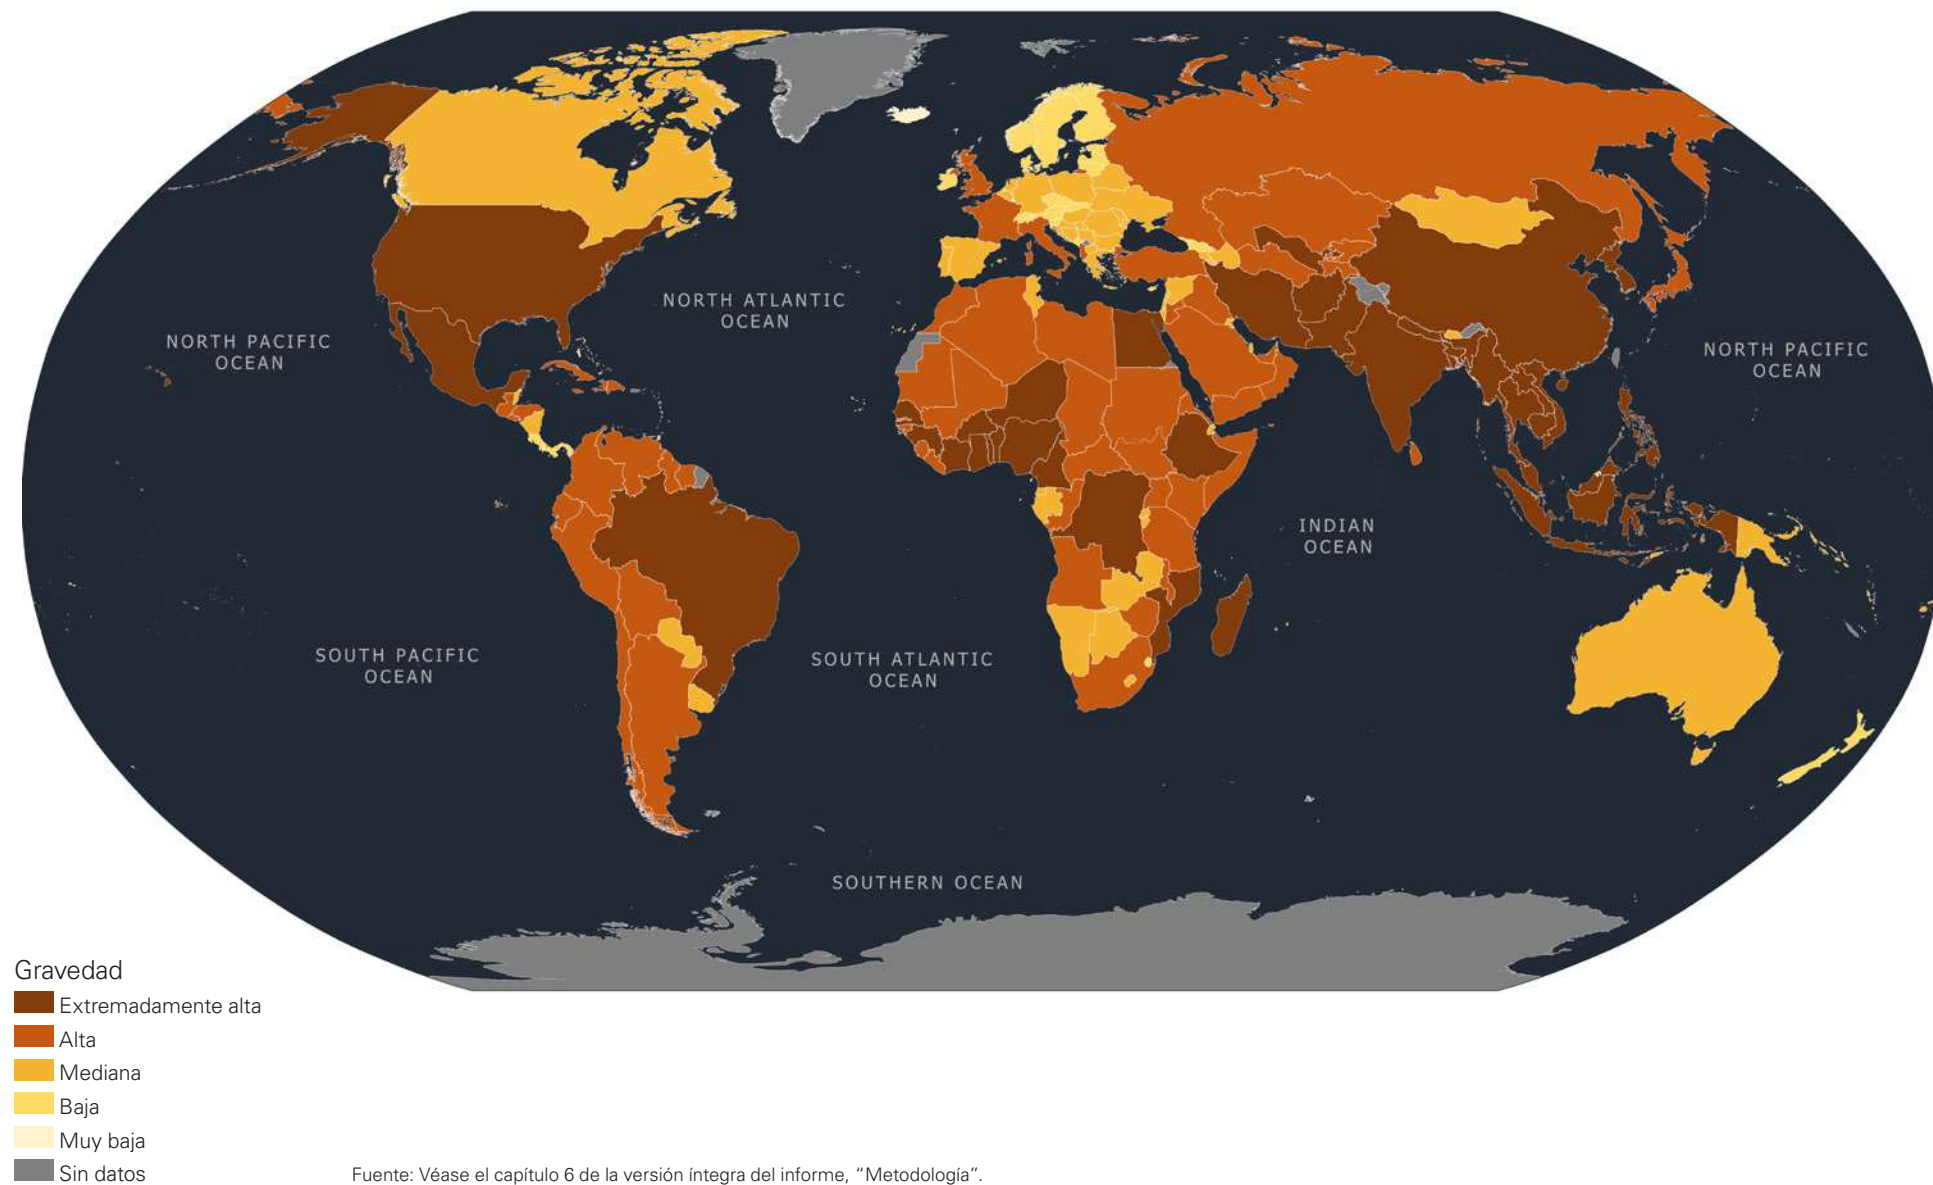 NORTH ATLANTIC
OCEAN
NORTH PACIFIC
OCEAN
NORTH PACIFIC
OCEAN
INDIAN
OCEAN
SOUTH PACIFIC
OCEAN
SOUTH ATLANTIC
OCEAN
SOUTHERN OCEAN
Gravedad
Extremadamente alta
Alta
Mediana
Baja
Muy baja
Sin datos
Fuente: Véase el capítulo 6 de la versión íntegra del informe, “Metodología”.